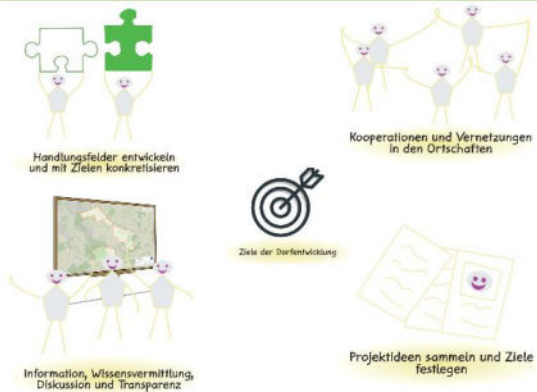 Handlungsfelder entwickeln
und mit Zielen konkretisieren
Kooperationen und Vernetzungen
in den Ortschaften
Ziele der Dorfentwicklung
Information, Wissensvermittlung,
Diskussion und Transparenz
Projektideen sammeln und Ziele
festlegen